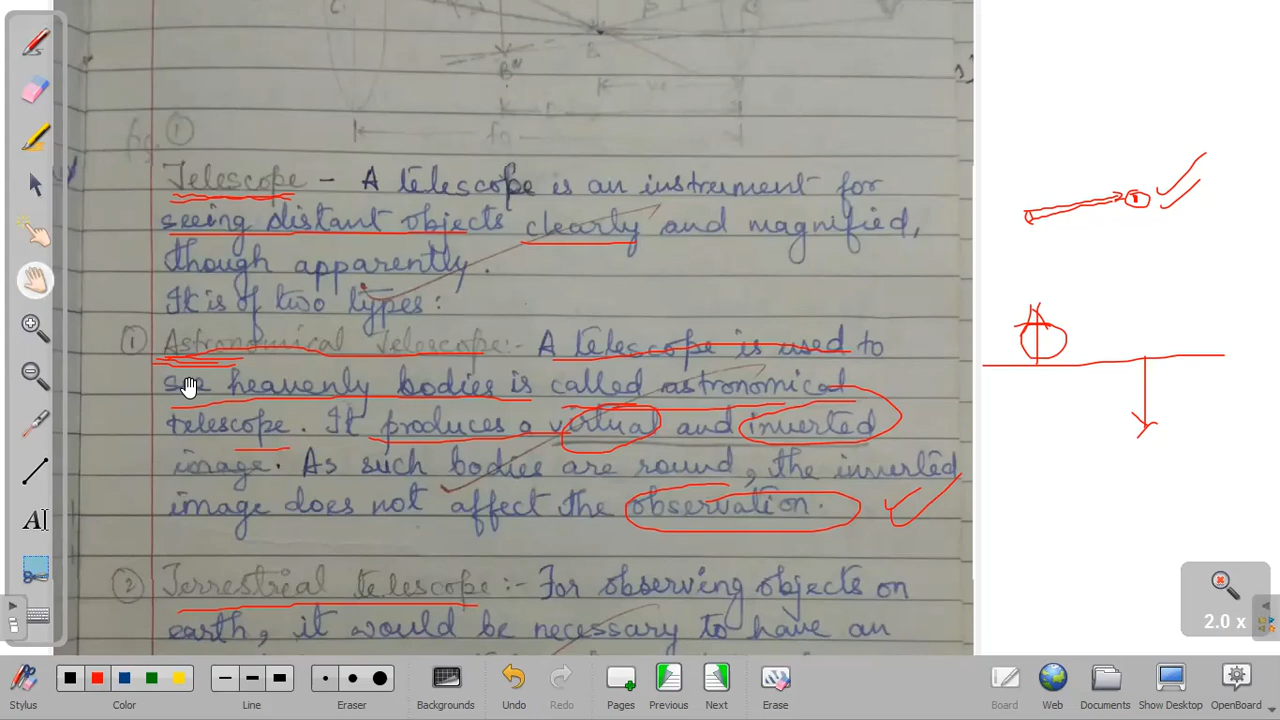 C
β
B
B"
u
fo
fig. ①
Telescope - A telescope is an instrument for
seeing distant objects clearly and magnified,
though apparently.
It is of two types:
① Astronomical Telescope:- A telescope is used to
see heavenly bodies is called astronomical
telescope. It produces a virtual and inverted
image. As such bodies are round, the inverted
image does not affect the observation.
② Terrestrial telescope:- For observing objects on
earth, it would be necessary to have an
2.0 x
Stylus
Color
Line
Eraser
Backgrounds
Undo
Redo
Pages
Previous
Next
Erase
Board
Web
Documents
Show Desktop
OpenBoard